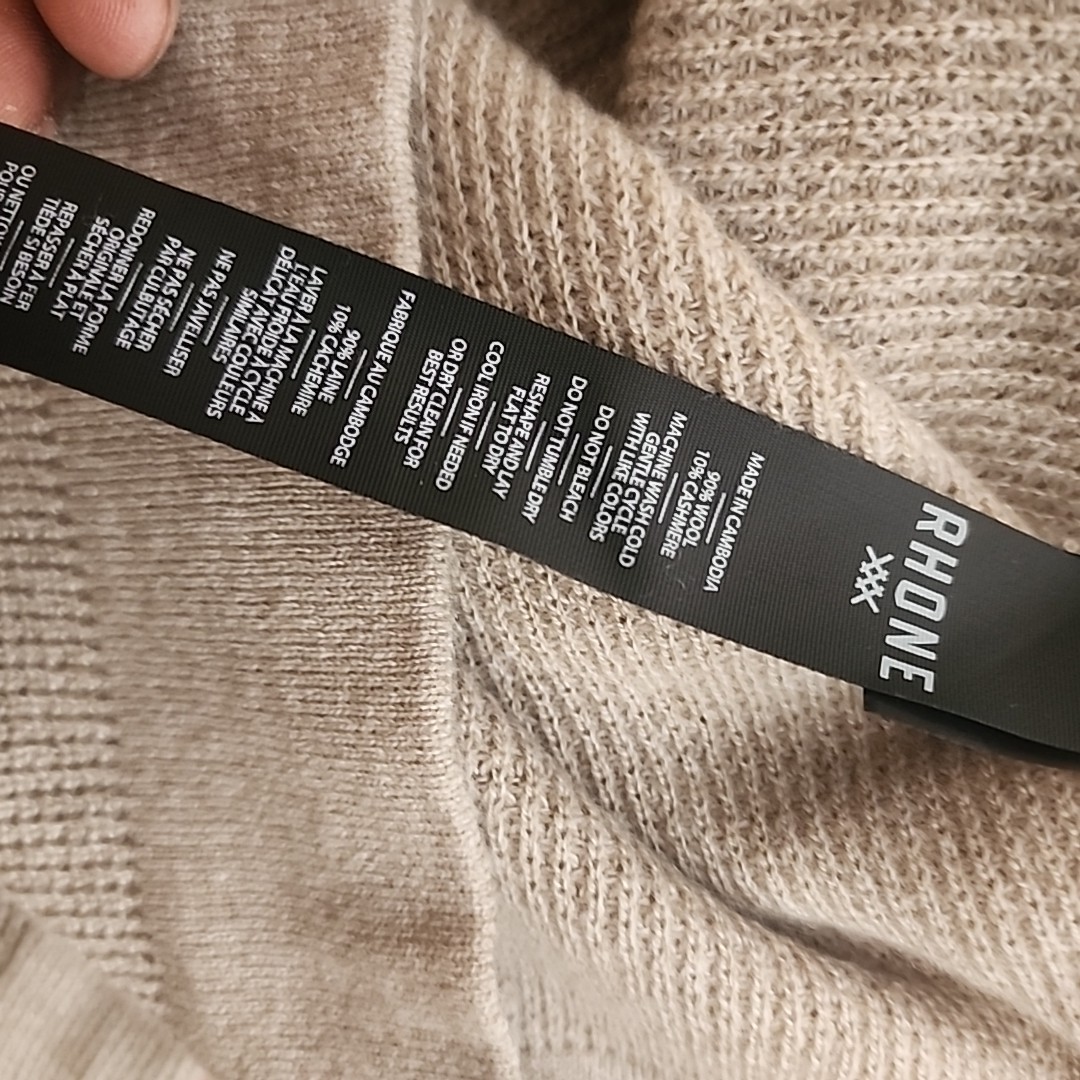 RHONE
MADE IN CAMBODIA
90% WOOL
10% CASHMERE
MACHINE WASH COLD
GENTLE CYCLE
WITH LIKE COLORS
DO NOT BLEACH
DO NOT TUMBLE DRY
RESHAPE AND LAY
FLAT TO DRY
COOL IRON IF NEEDED
OR DRY CLEAN FOR
BEST RESULTS
FABRIQUE AU CAMBODGE
90% LAINE
10% CACHEMIRE
LAVER A LA MACHINE A
L'EAU FROIDE A CYCLE
DÉLICAT AVEC COULEURS
SIMILAIRES
NE PAS JAVELLISER
NE PAS SÉCHER
PAR CULBUTAGE
REDONNER LA FORME
ORIGINALE ET
SÉCHER A PLAT
REPASSER A FER
TIÈDE SI BESOIN
OU NETTOY